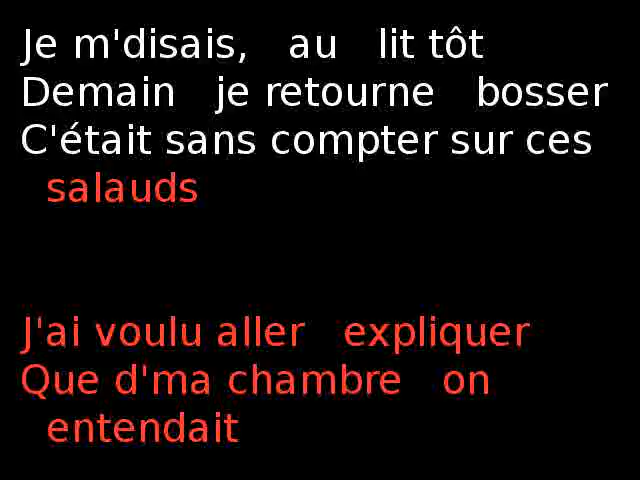 Je m'disais, au lit tôt
Demain je retourne bosser
C'était sans compter sur ces
salauds
J'ai voulu aller expliquer
Que d'ma chambre on
entendait